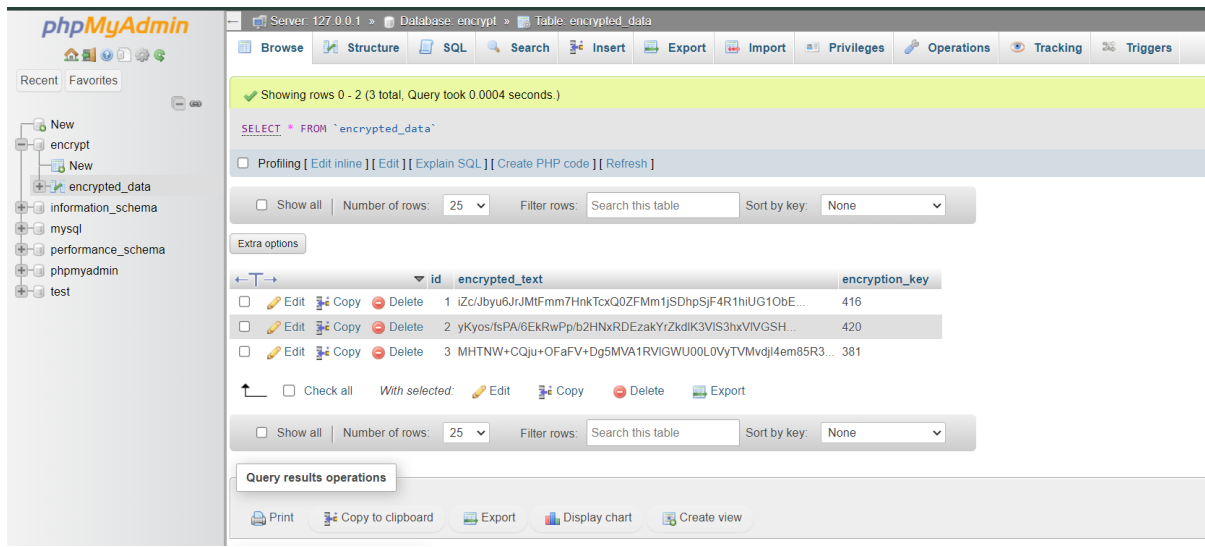 phpMyAdmin
Recent Favorites
New
encrypt
New
encrypted_data
information_schema
mysql
performance_schema
phpmyadmin
test
Server: 127.0.0.1 » Database: encrypt » Table: encrypted_data
Browse Structure SQL Search Insert Export Import Privileges Operations Tracking Triggers
Showing rows 0 - 2 (3 total, Query took 0.0004 seconds.)
SELECT * FROM `encrypted_data`
Profiling [ Edit inline ] [ Edit ] [ Explain SQL ] [ Create PHP code ] [ Refresh ]
Show all | Number of rows: 25 Filter rows: Search this table Sort by key: None
Extra options
id encrypted_text encryption_key
Edit Copy Delete 1 iZc/Jbyu6JrJMtFmm7HnkTcxQ0ZFMm1jSDhpSjF4R1hiUG1ObE... 416
Edit Copy Delete 2 yKyos/fsPA/6EkRwPp/b2HNxRDEzakYrZkdlK3VlS3hxVlVGSH... 420
Edit Copy Delete 3 MHTNW+CQju+OFaFV+Dg5MVA1RVlGWU00L0VyTVMvdjl4em85R3... 381
Check all With selected: Edit Copy Delete Export
Show all | Number of rows: 25 Filter rows: Search this table Sort by key: None
Query results operations
Print Copy to clipboard Export Display chart Create view